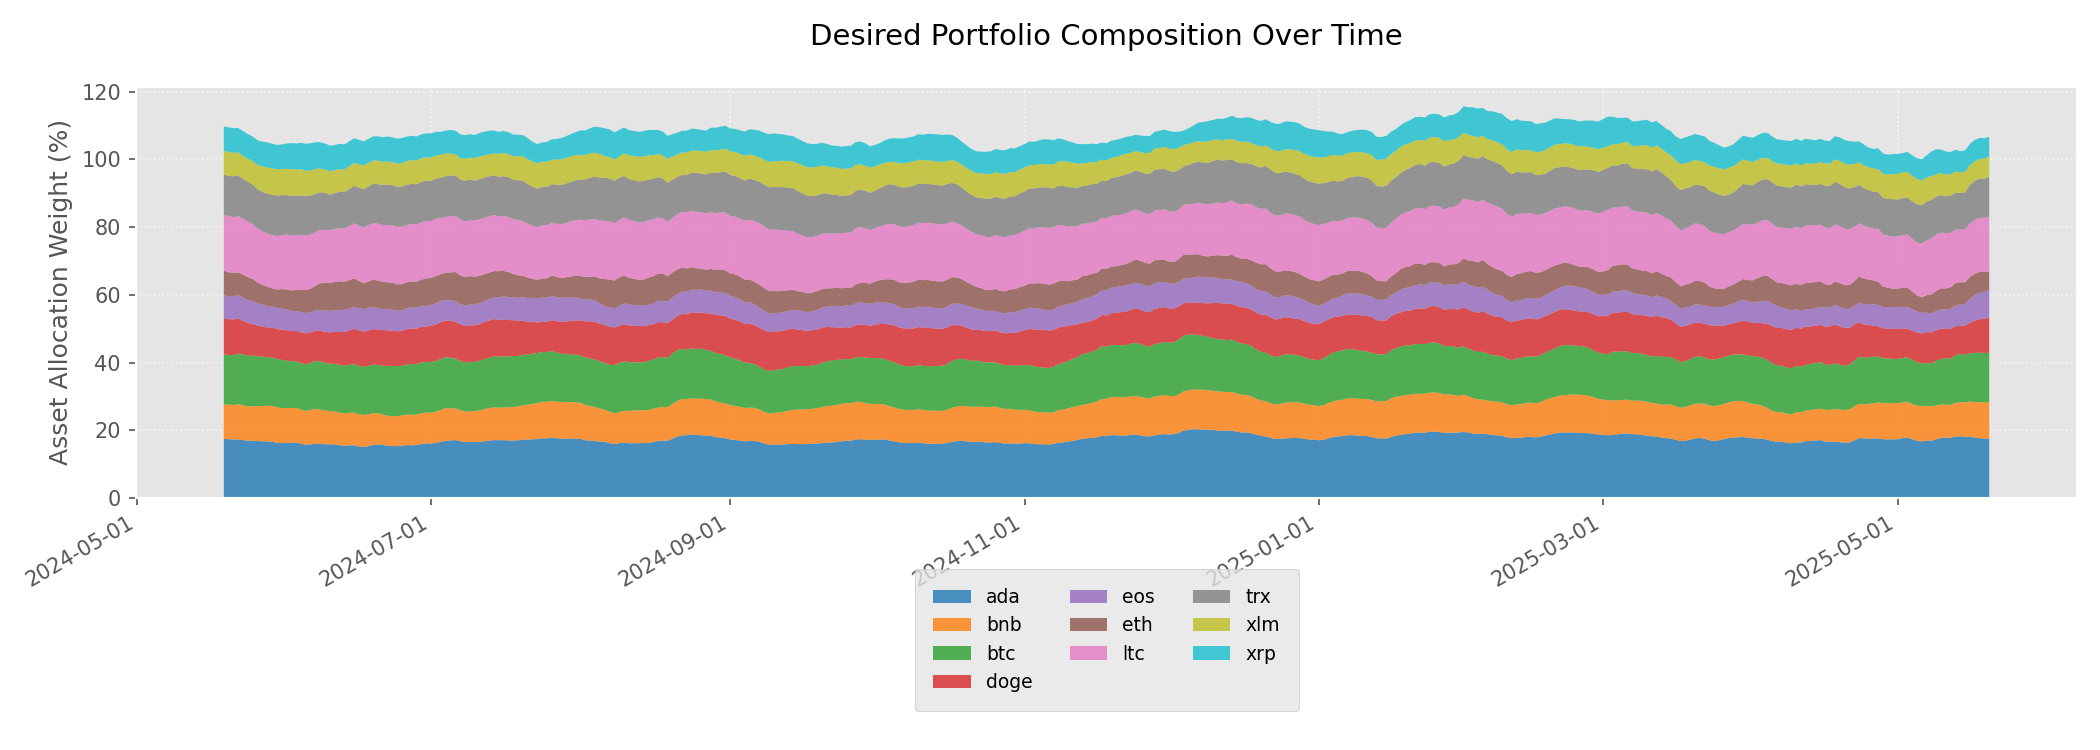 Desired Portfolio Composition Over Time
Asset Allocation Weight (%)
120
100
80
60
40
20
0
2024-05-01
2024-07-01
2024-09-01
2024-11-01
2025-01-01
2025-03-01
2025-05-01
ada
bnb
btc
doge
eos
eth
ltc
trx
xlm
xrp